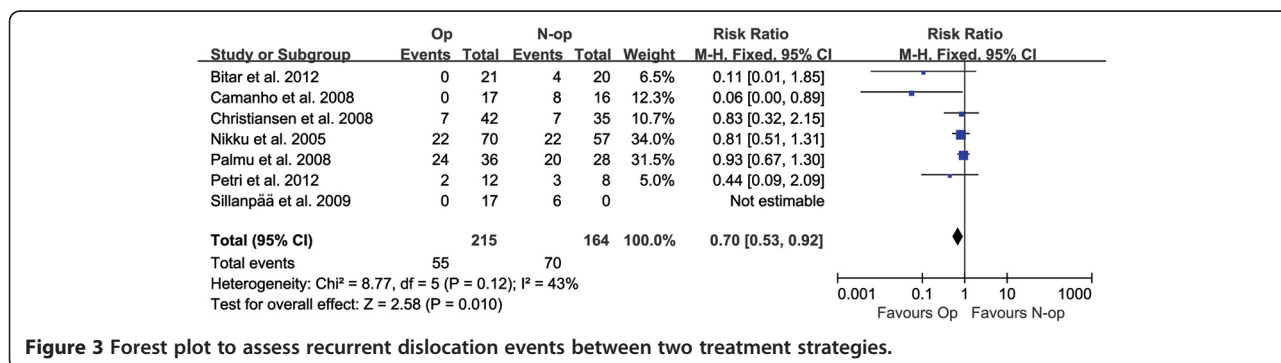 Op N-op Risk Ratio Risk Ratio
Study or Subgroup Events Total Events Total Weight M-H, Fixed, 95% CI M-H, Fixed, 95% CI
Bitar et al. 2012 0 21 4 20 6.5% 0.11 [0.01, 1.85]
Camanho et al. 2008 0 17 8 16 12.3% 0.06 [0.00, 0.89]
Christiansen et al. 2008 7 42 7 35 10.7% 0.83 [0.32, 2.15]
Nikku et al. 2005 22 70 22 57 34.0% 0.81 [0.51, 1.31]
Palmu et al. 2008 24 36 20 28 31.5% 0.93 [0.67, 1.30]
Petri et al. 2012 2 12 3 8 5.0% 0.44 [0.09, 2.09]
Sillanpää et al. 2009 0 17 6 0 Not estimable
Total (95% CI) 215 164 100.0% 0.70 [0.53, 0.92]
Total events 55 70
Heterogeneity: Chi² = 8.77, df = 5 (P = 0.12); I² = 43%
Test for overall effect: Z = 2.58 (P = 0.010)
0.001 0.1 1 10 1000
Favours Op Favours N-op
Figure 3 Forest plot to assess recurrent dislocation events between two treatment strategies.